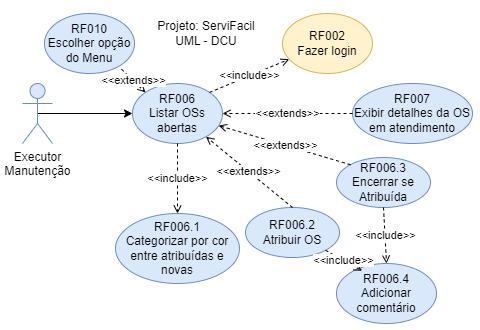 Projeto: ServiFacil
UML - DCU
RF010
Escolher opção
do Menu
RF002
Fazer login
<<extends>>
<<include>>
RF006
Listar OSs
abertas
<<extends>>
RF007
Exibir detalhes da OS
em atendimento
Executor
Manutenção
<<include>>
<<extends>>
<<extends>>
RF006.3
Encerrar se
Atribuída
RF006.1
Categorizar por cor
entre atribuídas e
novas
RF006.2
Atribuir OS
<<include>>
<<include>>
RF006.4
Adicionar
comentário